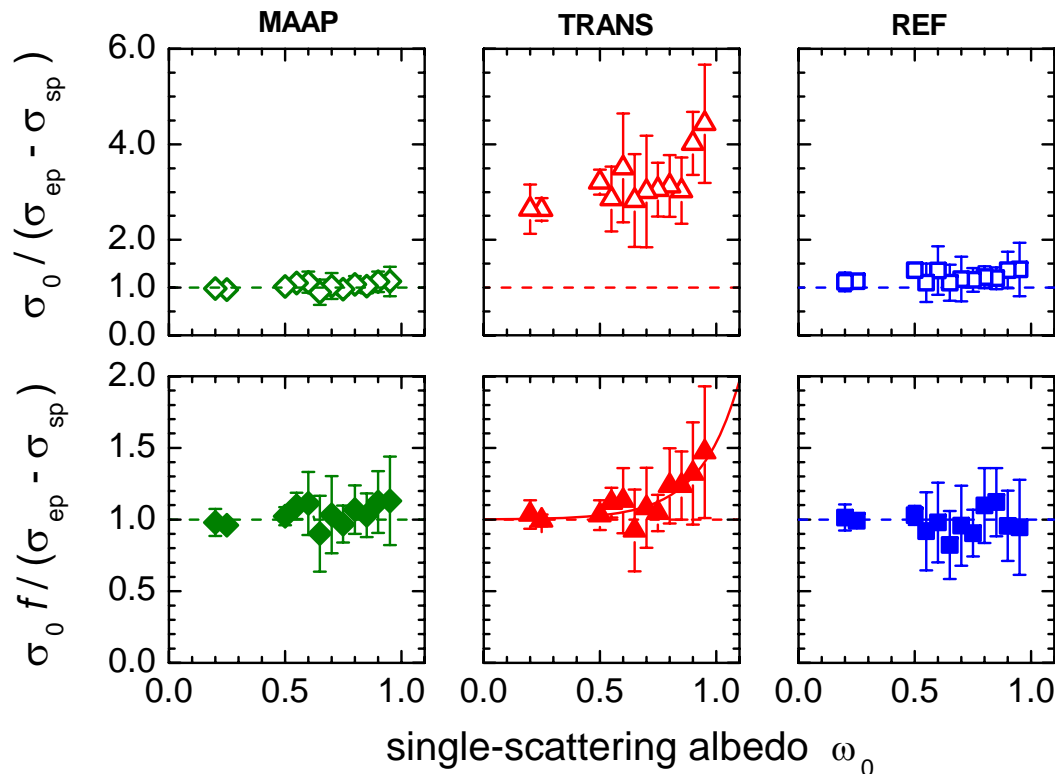 MAAP TRANS REF
6.0
4.0
2.0
1.0
0.0
σ0 / (σep - σsp)
2.0
1.5
1.0
0.5
0.0
σ0 f / (σep - σsp)
0.0 0.5 1.0 0.0 0.5 1.0 0.0 0.5 1.0
single-scattering albedo ω0